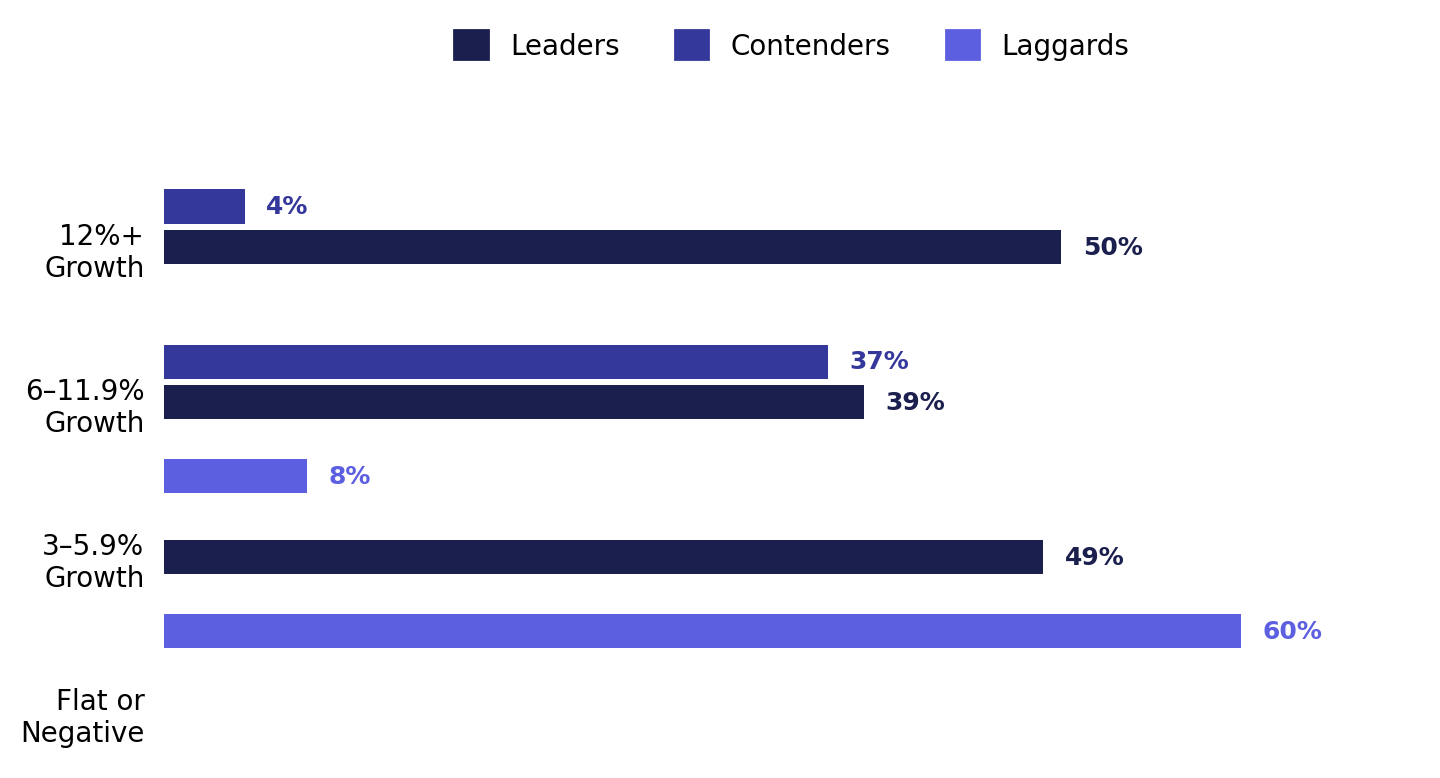 Leaders Contenders Laggards
4%
12%+
Growth
50%
37%
6–11.9%
Growth
39%
8%
3–5.9%
Growth
49%
60%
Flat or
Negative